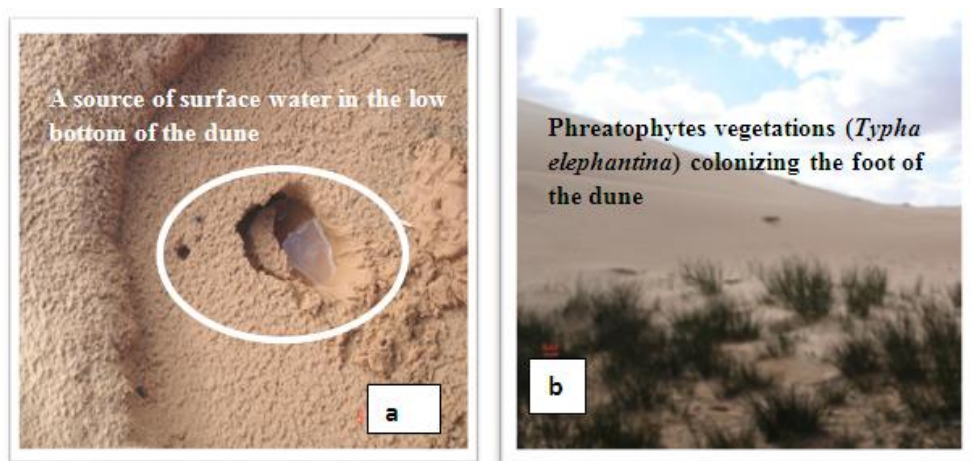 A source of surface water in the low
bottom of the dune
a
Phreatophytes vegetations (Typha
elephantina) colonizing the foot of
the dune
b